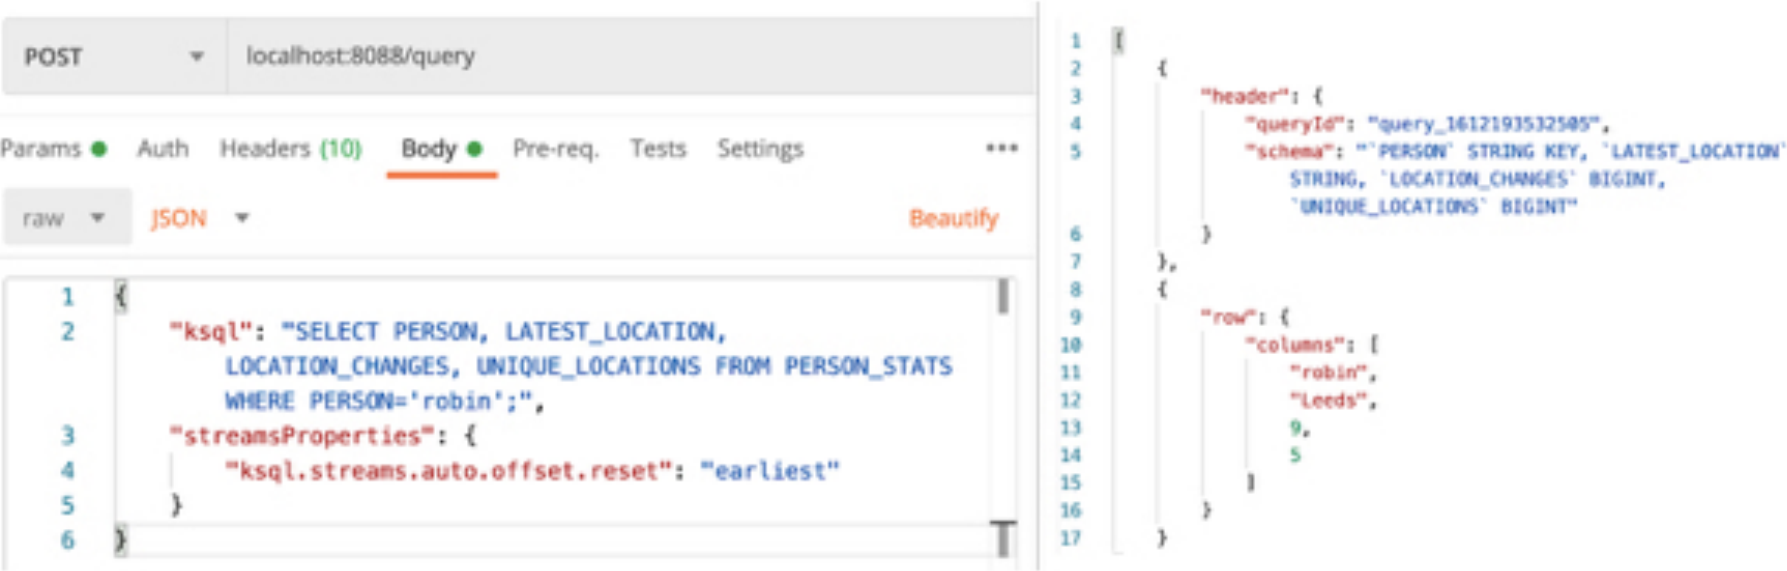 POST localhost:8088/query
Params Auth Headers (10) Body Pre-req. Tests Settings •••
raw JSON Beautify
1 {
2 "ksql": "SELECT PERSON, LATEST_LOCATION,
LOCATION_CHANGES, UNIQUE_LOCATIONS FROM PERSON_STATS
WHERE PERSON='robin';",
3 "streamsProperties": {
4 "ksql.streams.auto.offset.reset": "earliest"
5 }
6 }
1 [
2 {
3 "header": {
4 "queryId": "query_1612193532505",
5 "schema": "`PERSON` STRING KEY, `LATEST_LOCATION`
STRING, `LOCATION_CHANGES` BIGINT,
`UNIQUE_LOCATIONS` BIGINT"
6 }
7 },
8 {
9 "row": {
10 "columns": [
11 "robin",
12 "Leeds",
13 9,
14 5
15 ]
16 }
17 }